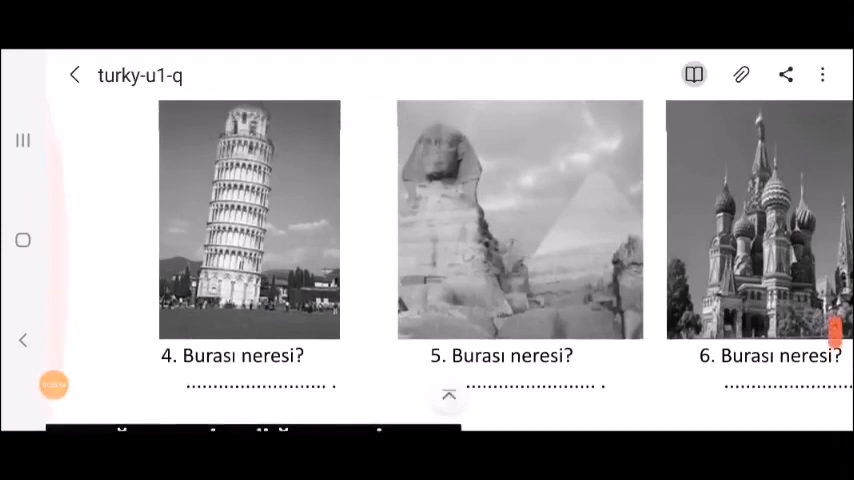 turky-u1-q
4. Burası neresi?
........................... .
5. Burası neresi?
......................... .
6. Burası neresi?
.........................